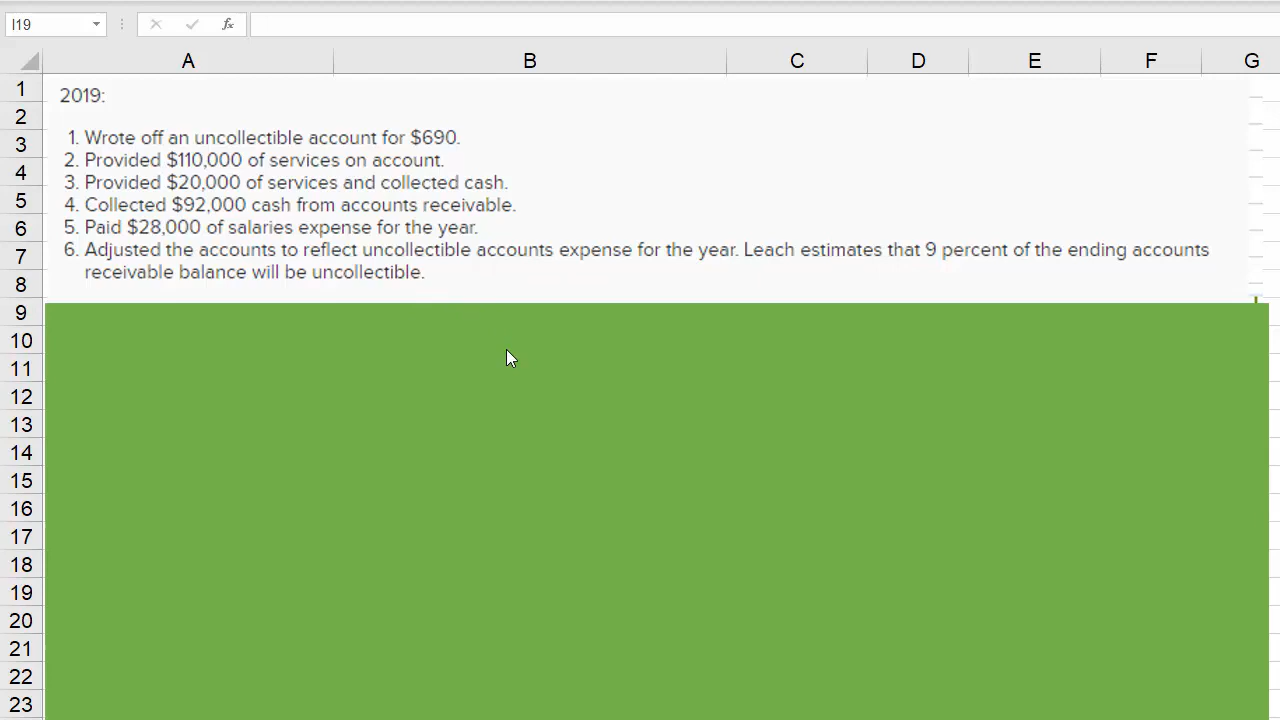 I19
fx
A B C D E F G
1
2019:
2
3
1. Wrote off an uncollectible account for $690.
2. Provided $110,000 of services on account.
4
3. Provided $20,000 of services and collected cash.
5
4. Collected $92,000 cash from accounts receivable.
6
5. Paid $28,000 of salaries expense for the year.
7
6. Adjusted the accounts to reflect uncollectible accounts expense for the year. Leach estimates that 9 percent of the ending accounts
receivable balance will be uncollectible.
8
9
10
11
12
13
14
15
16
17
18
19
20
21
22
23